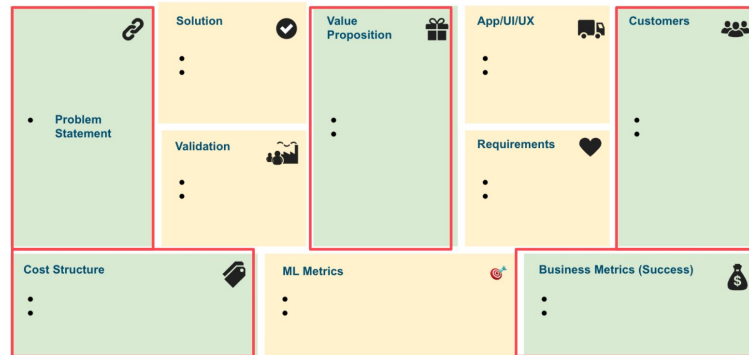 Solution
Value
Proposition
App/UI/UX
Customers
• Problem
Statement
Validation
Requirements
Cost Structure
ML Metrics
Business Metrics (Success)
$